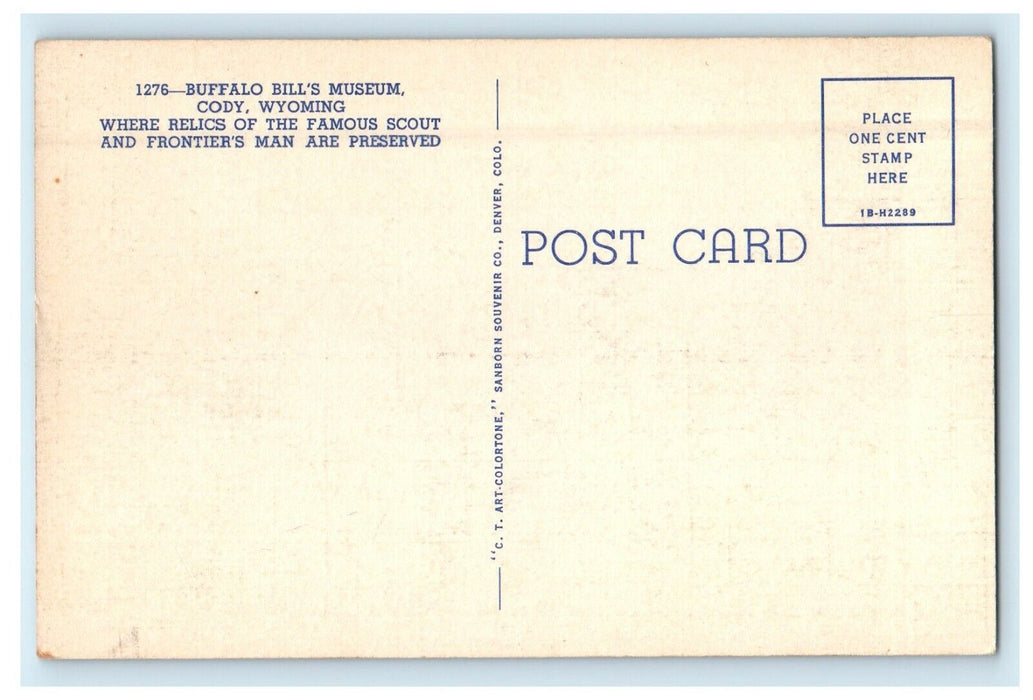 1276—BUFFALO BILL'S MUSEUM,
CODY, WYOMING
WHERE RELICS OF THE FAMOUS SCOUT
AND FRONTIER'S MAN ARE PRESERVED
"C. T. ART-COLORTONE," SANBORN SOUVENIR CO., DENVER, COLO.
POST CARD
PLACE
ONE CENT
STAMP
HERE
1B-H2289